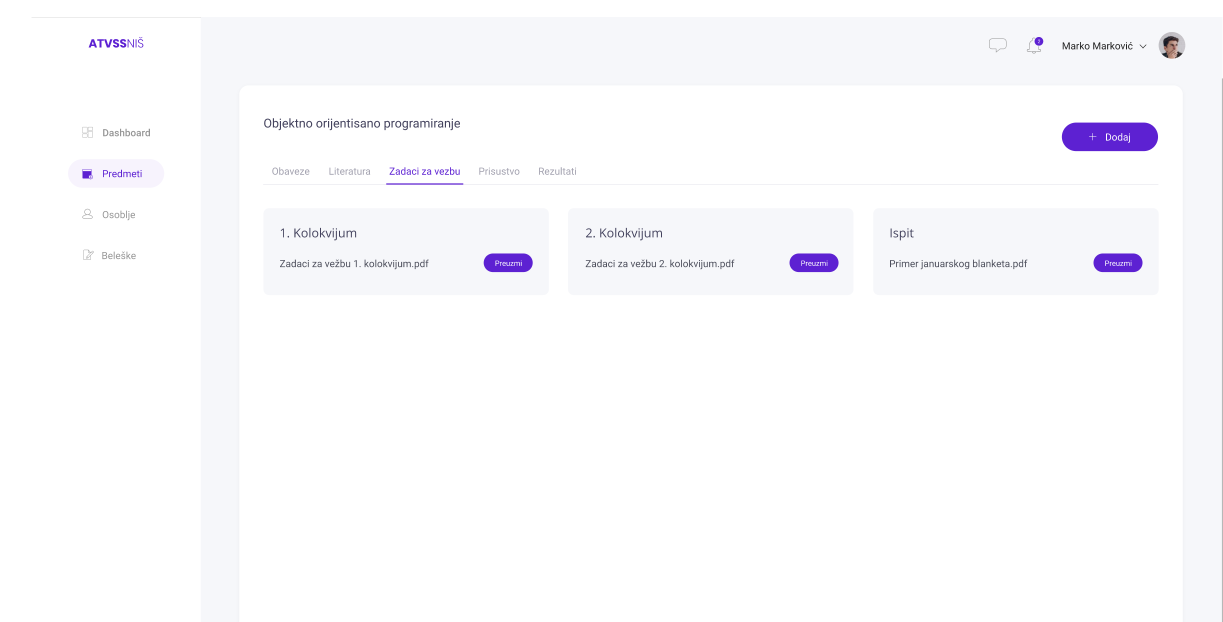 ATVSSNIŠ
Marko Marković
Dashboard
Predmeti
Osoblje
Beleške
Objektno orijentisano programiranje
+ Dodaj
Obaveze Literatura Zadaci za vezbu Prisustvo Rezultati
1. Kolokvijum
Zadaci za vežbu 1. kolokvijum.pdf Preuzmi
2. Kolokvijum
Zadaci za vežbu 2. kolokvijum.pdf Preuzmi
Ispit
Primer januarskog blanketa.pdf Preuzmi